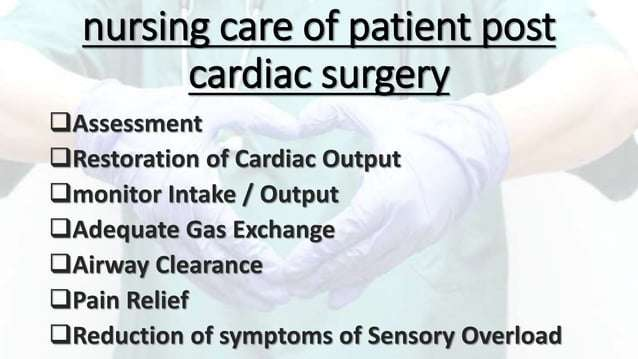 nursing care of patient post
cardiac surgery
❑Assessment
❑Restoration of Cardiac Output
❑monitor Intake / Output
❑Adequate Gas Exchange
❑Airway Clearance
❑Pain Relief
❑Reduction of symptoms of Sensory Overload